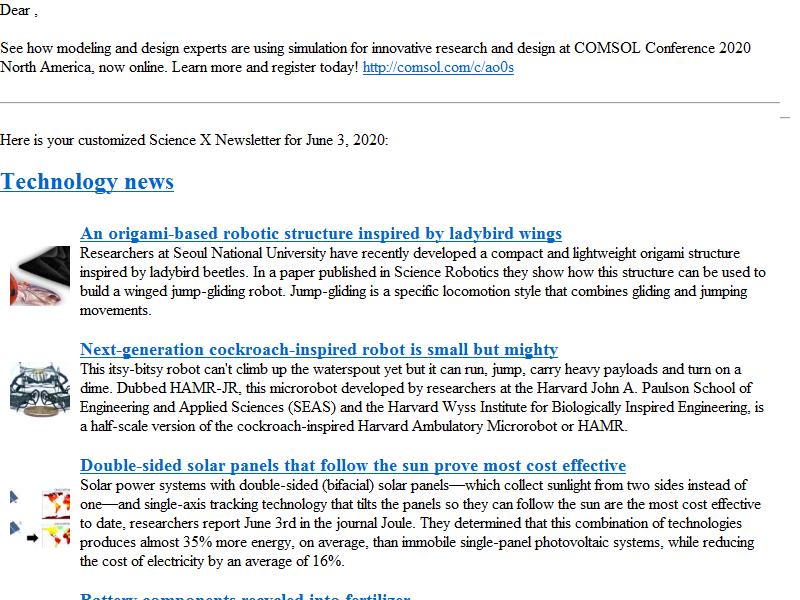 Dear ,
See how modeling and design experts are using simulation for innovative research and design at COMSOL Conference 2020
North America, now online. Learn more and register today! http://comsol.com/c/ao0s
Here is your customized Science X Newsletter for June 3, 2020:
Technology news
An origami-based robotic structure inspired by ladybird wings
Researchers at Seoul National University have recently developed a compact and lightweight origami structure
inspired by ladybird beetles. In a paper published in Science Robotics they show how this structure can be used to
build a winged jump-gliding robot. Jump-gliding is a specific locomotion style that combines gliding and jumping
movements.
Next-generation cockroach-inspired robot is small but mighty
This itsy-bitsy robot can't climb up the waterspout yet but it can run, jump, carry heavy payloads and turn on a
dime. Dubbed HAMR-JR, this microrobot developed by researchers at the Harvard John A. Paulson School of
Engineering and Applied Sciences (SEAS) and the Harvard Wyss Institute for Biologically Inspired Engineering, is
a half-scale version of the cockroach-inspired Harvard Ambulatory Microrobot or HAMR.
Double-sided solar panels that follow the sun prove most cost effective
Solar power systems with double-sided (bifacial) solar panels—which collect sunlight from two sides instead of
one—and single-axis tracking technology that tilts the panels so they can follow the sun are the most cost effective
to date, researchers report June 3rd in the journal Joule. They determined that this combination of technologies
produces almost 35% more energy, on average, than immobile single-panel photovoltaic systems, while reducing
the cost of electricity by an average of 16%.
Battery components recycled into fertilizer